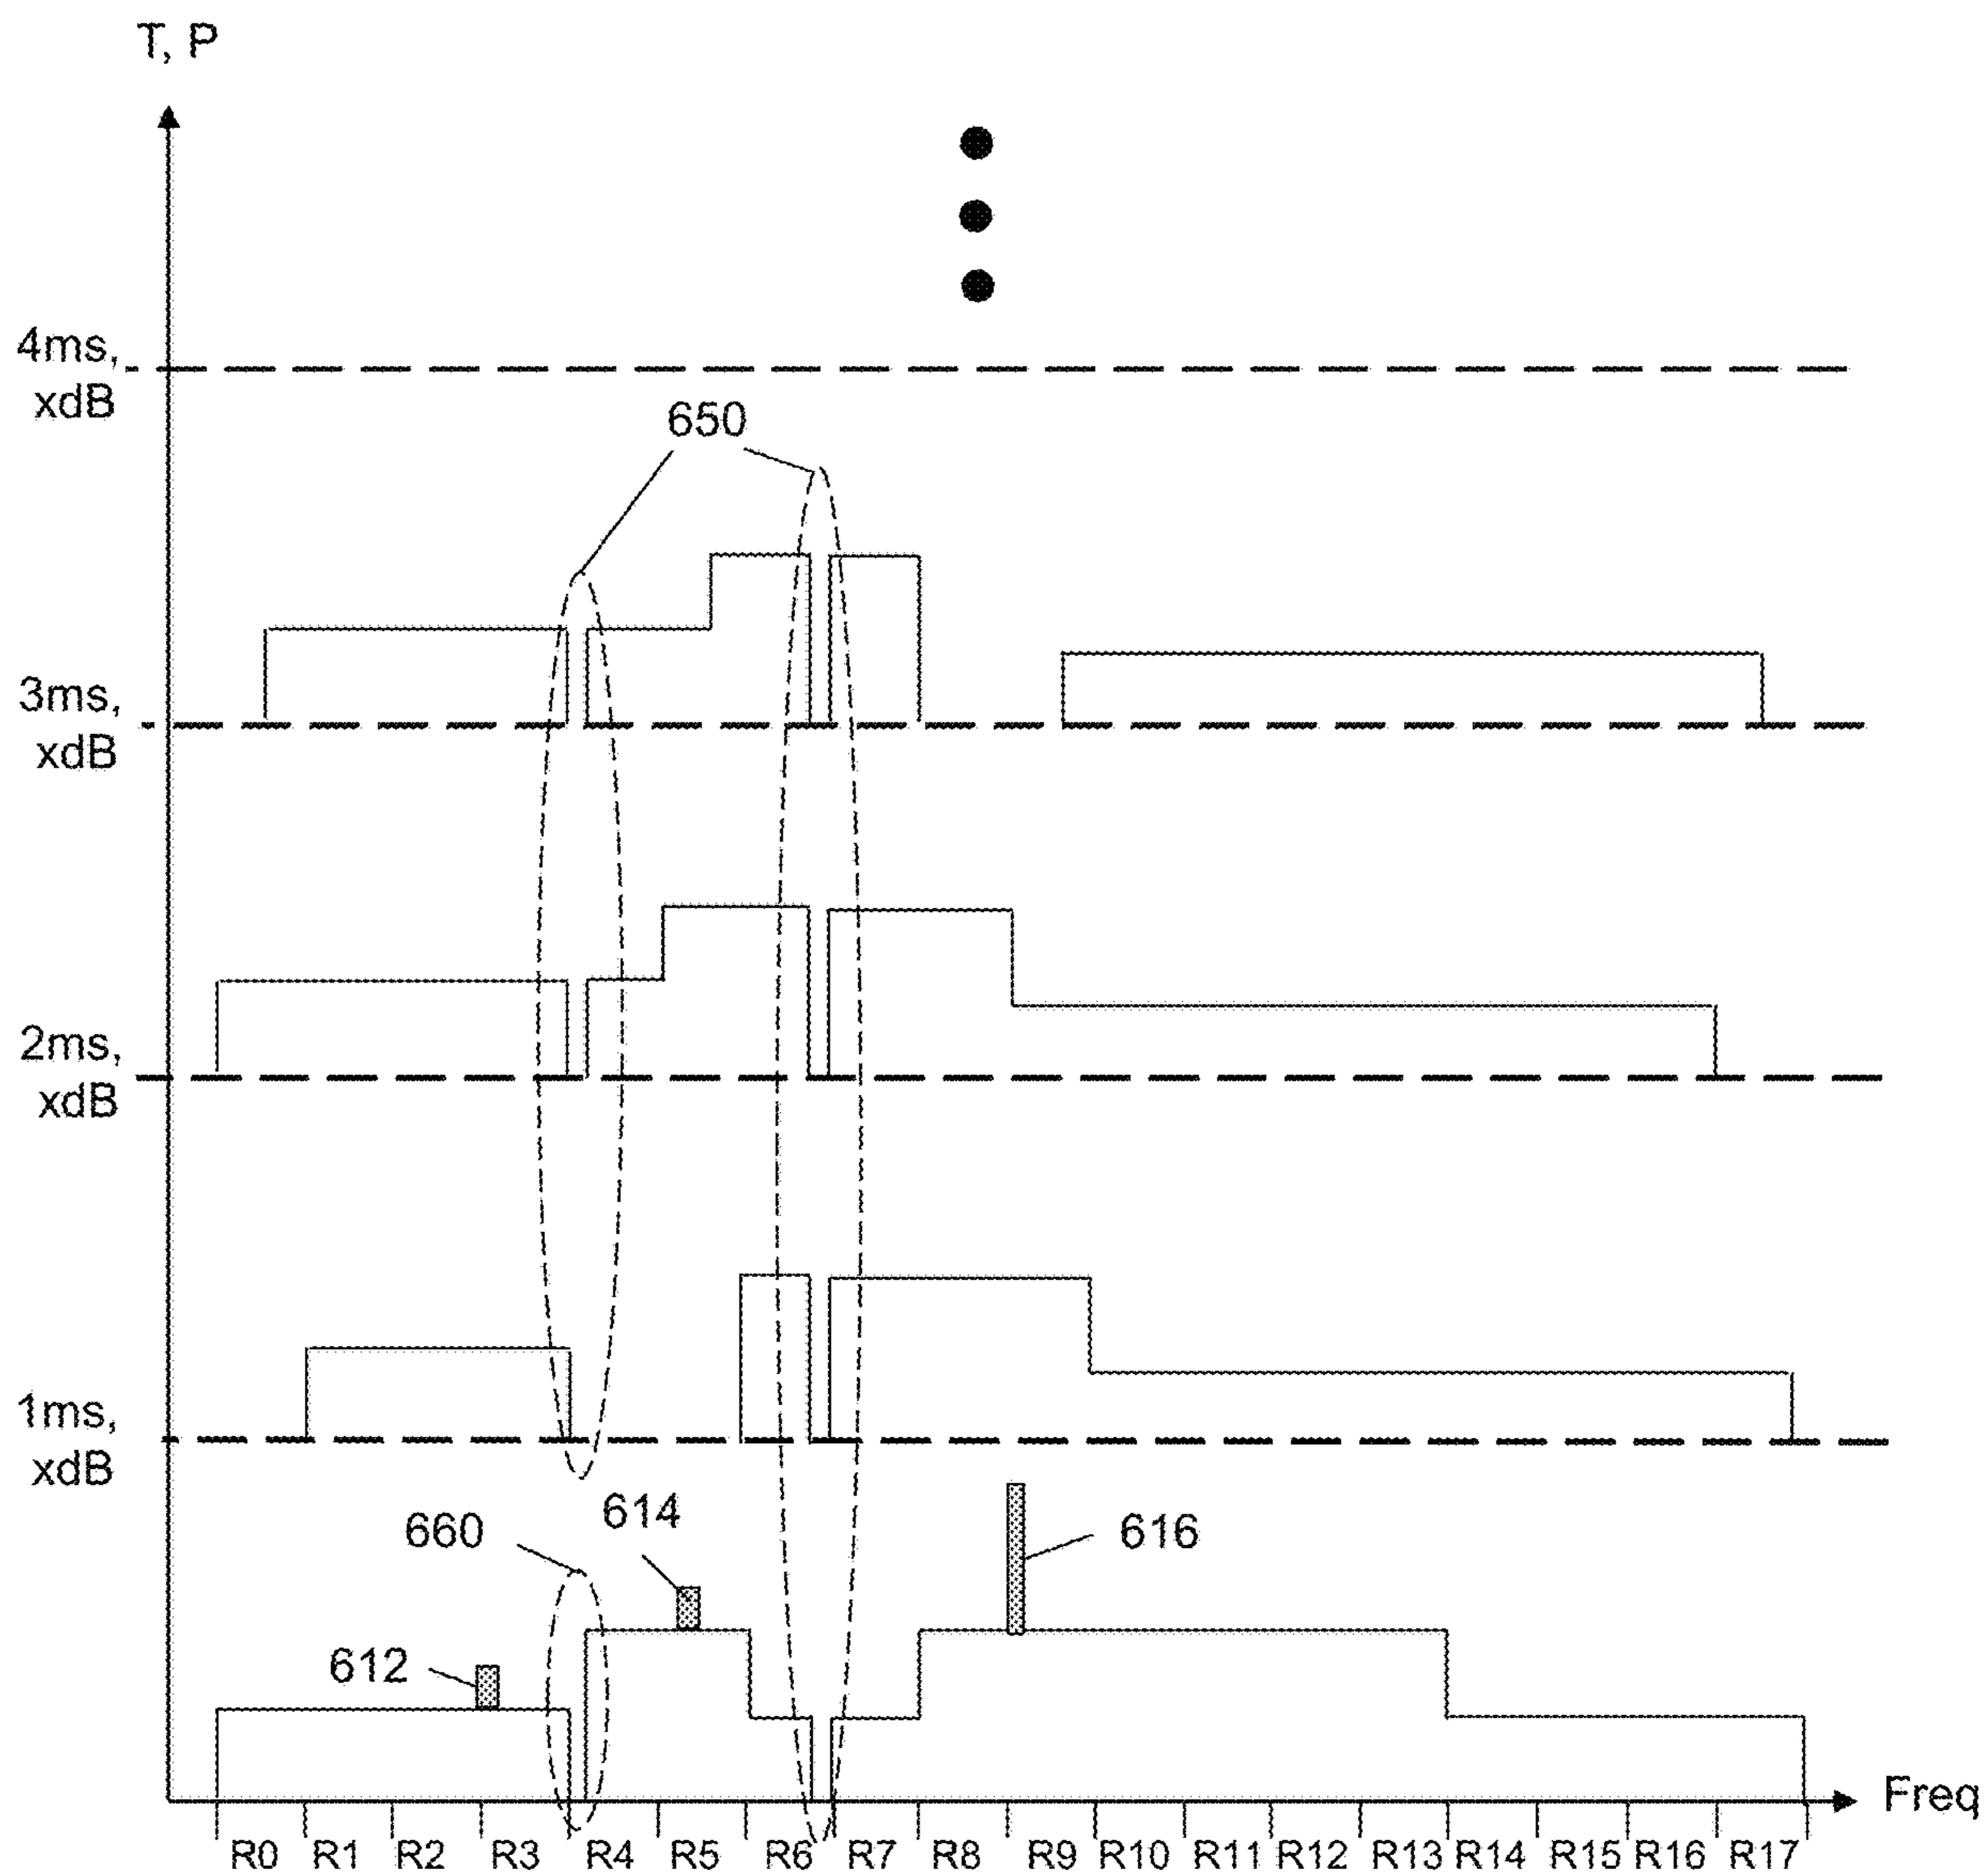 T, P
4ms,
xdB
650
3ms,
xdB
2ms,
xdB
1ms,
xdB
660
614
616
612
Freq
R0 R1 R2 R3 R4 R5 R6 R7 R8 R9 R10 R11 R12 R13 R14 R15 R16 R17